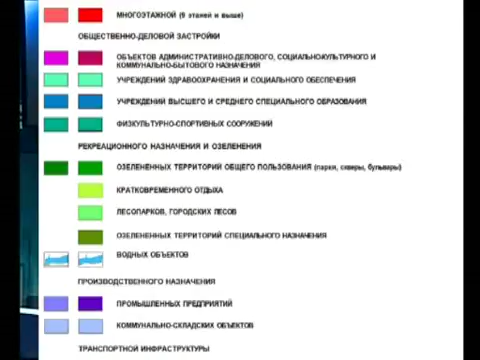 МНОГОЭТАЖНОЙ (9 этажей и выше)
ОБЩЕСТВЕННО-ДЕЛОВОЙ ЗАСТРОЙКИ
ОБЪЕКТОВ АДМИНИСТРАТИВНО-ДЕЛОВОГО, СОЦИАЛЬНОКУЛЬТУРНОГО И
КОММУНАЛЬНО-БЫТОВОГО НАЗНАЧЕНИЯ
УЧРЕЖДЕНИЙ ЗДРАВООХРАНЕНИЯ И СОЦИАЛЬНОГО ОБЕСПЕЧЕНИЯ
УЧРЕЖДЕНИЙ ВЫСШЕГО И СРЕДНЕГО СПЕЦИАЛЬНОГО ОБРАЗОВАНИЯ
ФИЗКУЛЬТУРНО-СПОРТИВНЫХ СООРУЖЕНИЙ
РЕКРЕАЦИОННОГО НАЗНАЧЕНИЯ И ОЗЕЛЕНЕНИЯ
ОЗЕЛЕНЕННЫХ ТЕРРИТОРИЙ ОБЩЕГО ПОЛЬЗОВАНИЯ (парки, скверы, бульвары)
КРАТКОВРЕМЕННОГО ОТДЫХА
ЛЕСОПАРКОВ, ГОРОДСКИХ ЛЕСОВ
ОЗЕЛЕНЕННЫХ ТЕРРИТОРИЙ СПЕЦИАЛЬНОГО НАЗНАЧЕНИЯ
ВОДНЫХ ОБЪЕКТОВ
ПРОИЗВОДСТВЕННОГО НАЗНАЧЕНИЯ
ПРОМЫШЛЕННЫХ ПРЕДПРИЯТИЙ
КОММУНАЛЬНО-СКЛАДСКИХ ОБЪЕКТОВ
ТРАНСПОРТНОЙ ИНФРАСТРУКТУРЫ